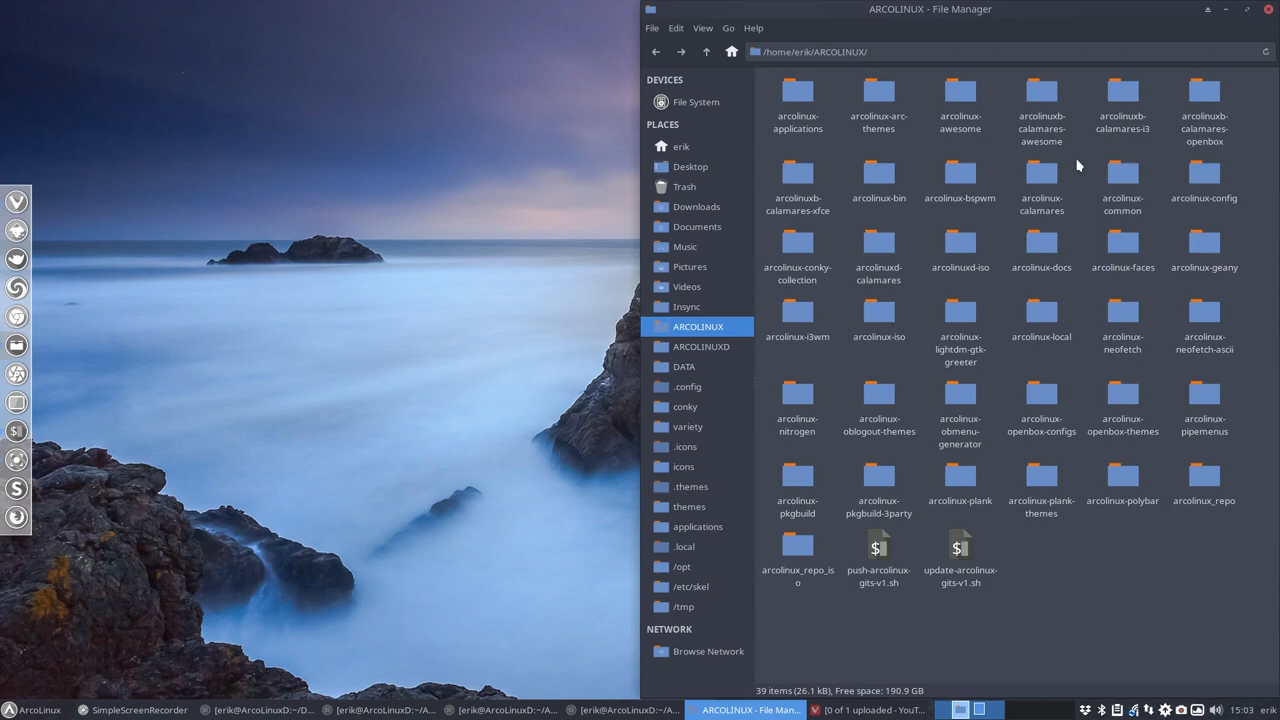 ARCOLINUX - File Manager
File Edit View Go Help
/home/erik/ARCOLINUX/
DEVICES
File System
PLACES
erik
Desktop
Trash
Downloads
Documents
Music
Pictures
Videos
Insync
ARCOLINUX
ARCOLINUXD
DATA
.config
conky
variety
.icons
icons
.themes
themes
applications
.local
/opt
/etc/skel
/tmp
NETWORK
Browse Network
arcolinux-
applications
arcolinux-arc-
themes
arcolinux-
awesome
arcolinuxb-
calamares-
awesome
arcolinuxb-
calamares-i3
arcolinuxb-
calamares-
openbox
arcolinuxb-
calamares-xfce
arcolinux-bin
arcolinux-bspwm
arcolinux-
calamares
arcolinux-
common
arcolinux-config
arcolinux-conky-
collection
arcolinuxd-
calamares
arcolinuxd-iso
arcolinux-docs
arcolinux-faces
arcolinux-geany
arcolinux-i3wm
arcolinux-iso
arcolinux-
lightdm-gtk-
greeter
arcolinux-local
arcolinux-
neofetch
arcolinux-
neofetch-ascii
arcolinux-
nitrogen
arcolinux-
oblogout-themes
arcolinux-
obmenu-
generator
arcolinux-
openbox-configs
arcolinux-
openbox-themes
arcolinux-
pipemenus
arcolinux-
pkgbuild
arcolinux-
pkgbuild-3party
arcolinux-plank
arcolinux-plank-
themes
arcolinux-polybar
arcolinux_repo
arcolinux_repo_is
o
push-arcolinux-
gits-v1.sh
update-arcolinux-
gits-v1.sh
39 items (26.1 kB), Free space: 190.9 GB
ArcoLinux
SimpleScreenRecorder
[erik@ArcoLinuxD:~/D...
[erik@ArcoLinuxD:~/A...
[erik@ArcoLinuxD:~/A...
[erik@ArcoLinuxD:~/A...
ARCOLINUX - File Man...
[0 of 1 uploaded - YouT...
15:03 erik